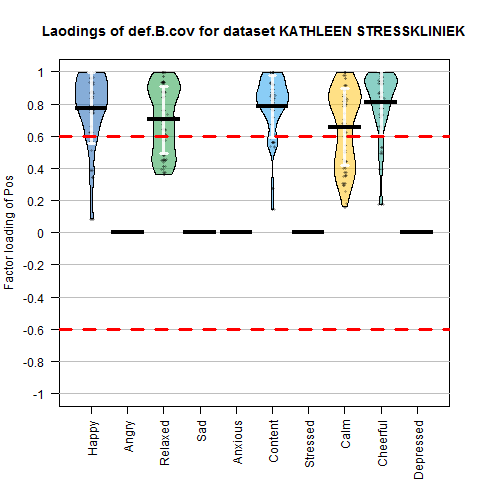 Laodings of def.B.cov for dataset KATHLEEN STRESSKLINIEK
Factor loading of Pos
1
0.8
0.6
0.4
0.2
0
-0.2
-0.4
-0.6
-0.8
-1
Happy
Angry
Relaxed
Sad
Anxious
Content
Stressed
Calm
Cheerful
Depressed